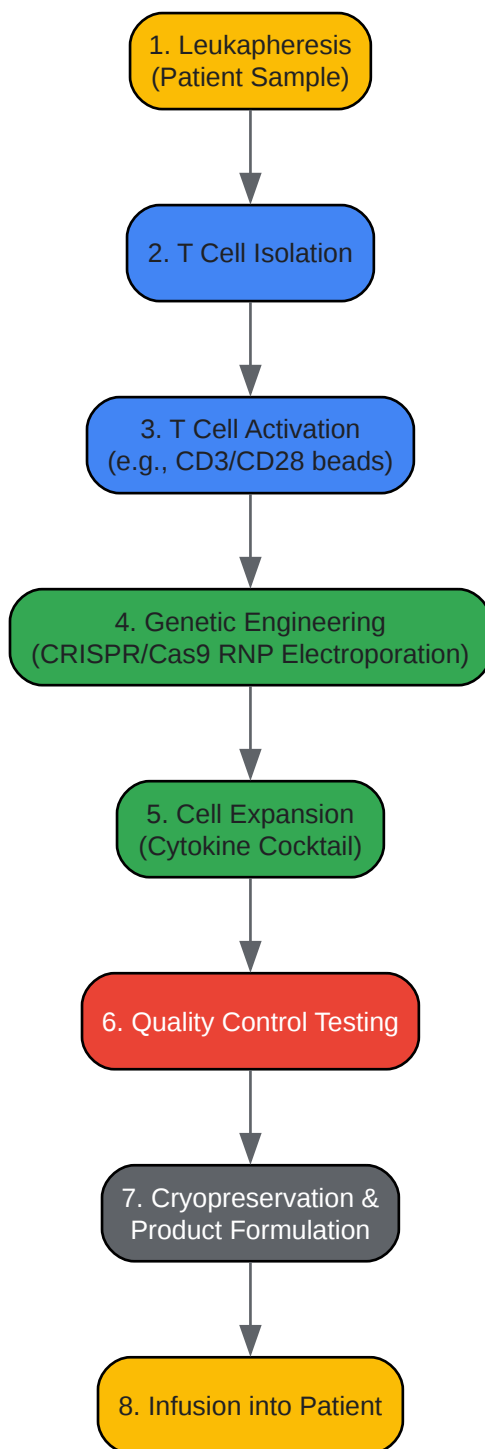 1. Leukapheresis
(Patient Sample)
2. T Cell Isolation
3. T Cell Activation
(e.g., CD3/CD28 beads)
4. Genetic Engineering
(CRISPR/Cas9 RNP Electroporation)
5. Cell Expansion
(Cytokine Cocktail)
6. Quality Control Testing
7. Cryopreservation &
Product Formulation
8. Infusion into Patient